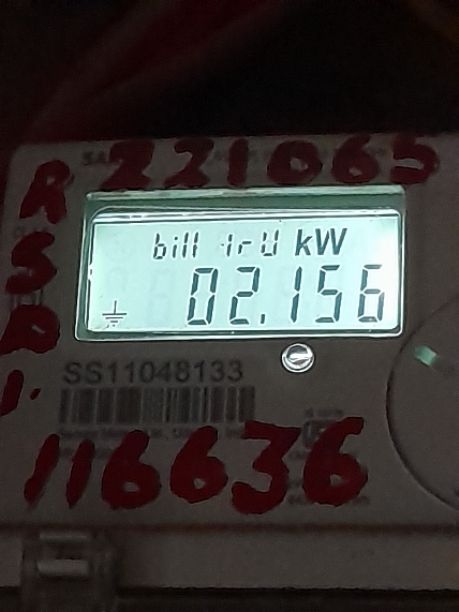 221065
R
S
D
1.
bill 1rU kW
02.156
SS11048133
116636